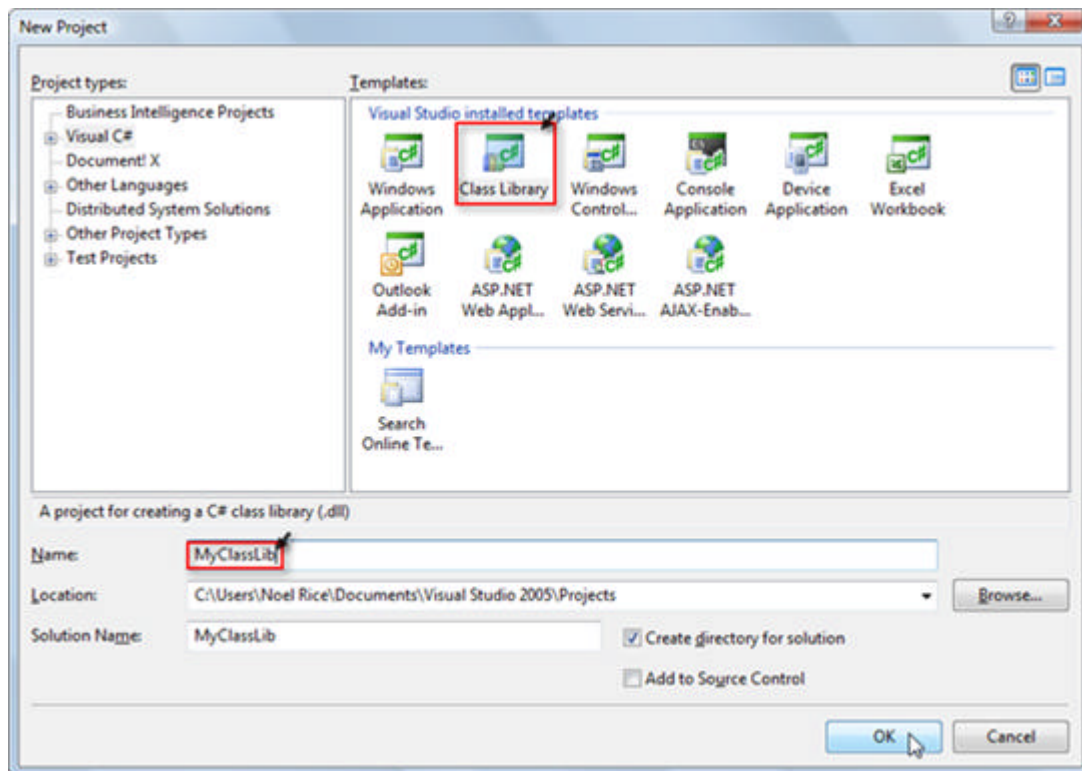 New Project
Project types:
Templates:
Business Intelligence Projects
Visual C#
Document! X
Other Languages
Distributed System Solutions
Other Project Types
Test Projects
Visual Studio installed templates
Windows Application
Class Library
Windows Control...
Console Application
Device Application
Excel Workbook
Outlook Add-in
ASP.NET Web Appl...
ASP.NET Web Servi...
ASP.NET AJAX-Enab...
My Templates
Search Online Te...
A project for creating a C# class library (.dll)
Name:
MyClassLib
Location:
C:\Users\Noel Rice\Documents\Visual Studio 2005\Projects
Browse...
Solution Name:
MyClassLib
Create directory for solution
Add to Source Control
OK
Cancel